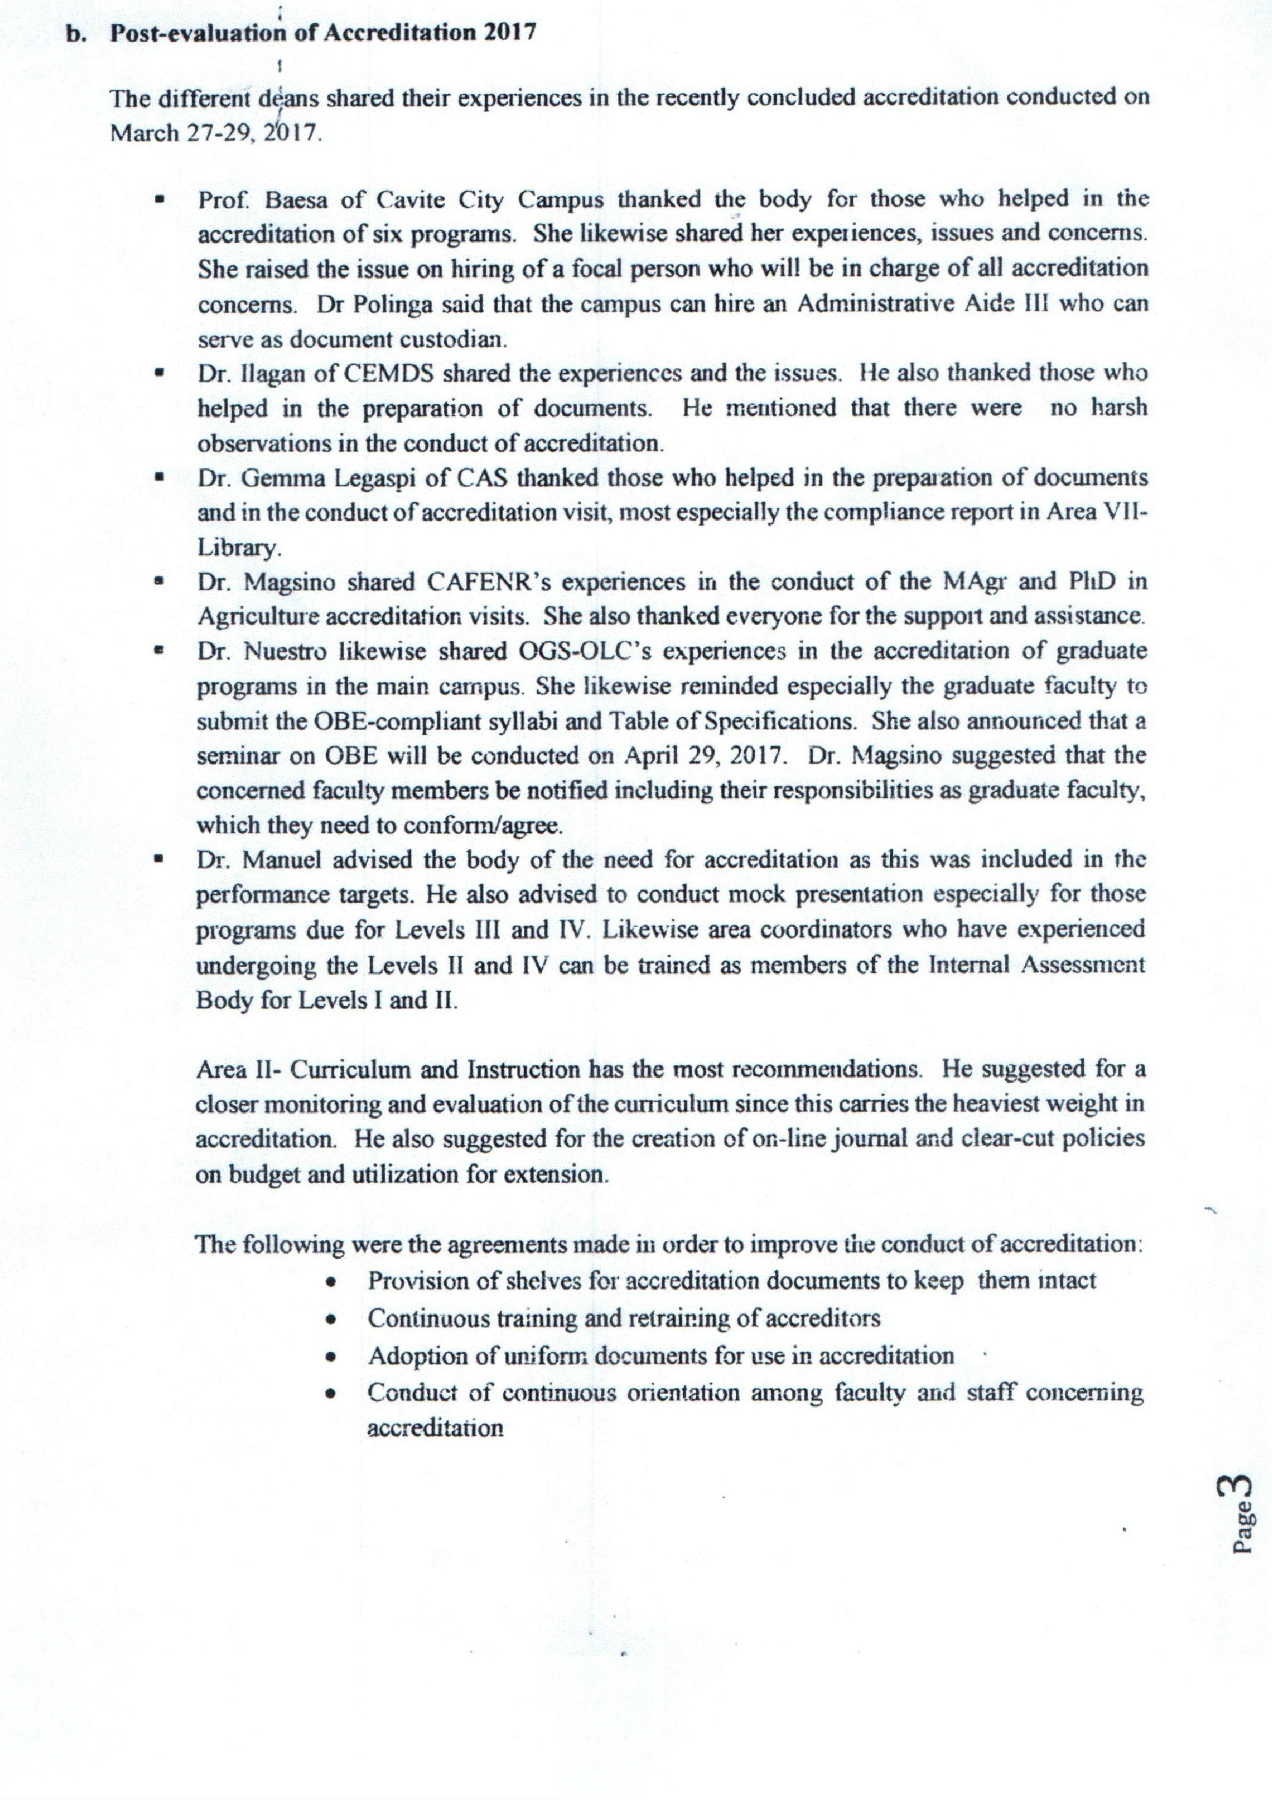 b. Post-evaluation of Accreditation 2017
The different deans shared their experiences in the recently concluded accreditation conducted on
March 27-29, 2017.
▪ Prof. Baesa of Cavite City Campus thanked the body for those who helped in the
accreditation of six programs. She likewise shared her experiences, issues and concerns.
She raised the issue on hiring of a focal person who will be in charge of all accreditation
concerns. Dr Polinga said that the campus can hire an Administrative Aide III who can
serve as document custodian.
▪ Dr. Ilagan of CEMDS shared the experiences and the issues. He also thanked those who
helped in the preparation of documents. He mentioned that there were no harsh
observations in the conduct of accreditation.
▪ Dr. Gemma Legaspi of CAS thanked those who helped in the preparation of documents
and in the conduct of accreditation visit, most especially the compliance report in Area VII-
Library.
▪ Dr. Magsino shared CAFENR's experiences in the conduct of the MAgr and PhD in
Agriculture accreditation visits. She also thanked everyone for the support and assistance.
▪ Dr. Nuestro likewise shared OGS-OLC's experiences in the accreditation of graduate
programs in the main campus. She likewise reminded especially the graduate faculty to
submit the OBE-compliant syllabi and Table of Specifications. She also announced that a
seminar on OBE will be conducted on April 29, 2017. Dr. Magsino suggested that the
concerned faculty members be notified including their responsibilities as graduate faculty,
which they need to conform/agree.
▪ Dr. Manuel advised the body of the need for accreditation as this was included in the
performance targets. He also advised to conduct mock presentation especially for those
programs due for Levels III and IV. Likewise area coordinators who have experienced
undergoing the Levels II and IV can be trained as members of the Internal Assessment
Body for Levels I and II.
Area II- Curriculum and Instruction has the most recommendations. He suggested for a
closer monitoring and evaluation of the curriculum since this carries the heaviest weight in
accreditation. He also suggested for the creation of on-line journal and clear-cut policies
on budget and utilization for extension.
The following were the agreements made in order to improve the conduct of accreditation:
• Provision of shelves for accreditation documents to keep them intact
• Continuous training and retraining of accreditors
• Adoption of uniform documents for use in accreditation
• Conduct of continuous orientation among faculty and staff concerning
accreditation
Page 3